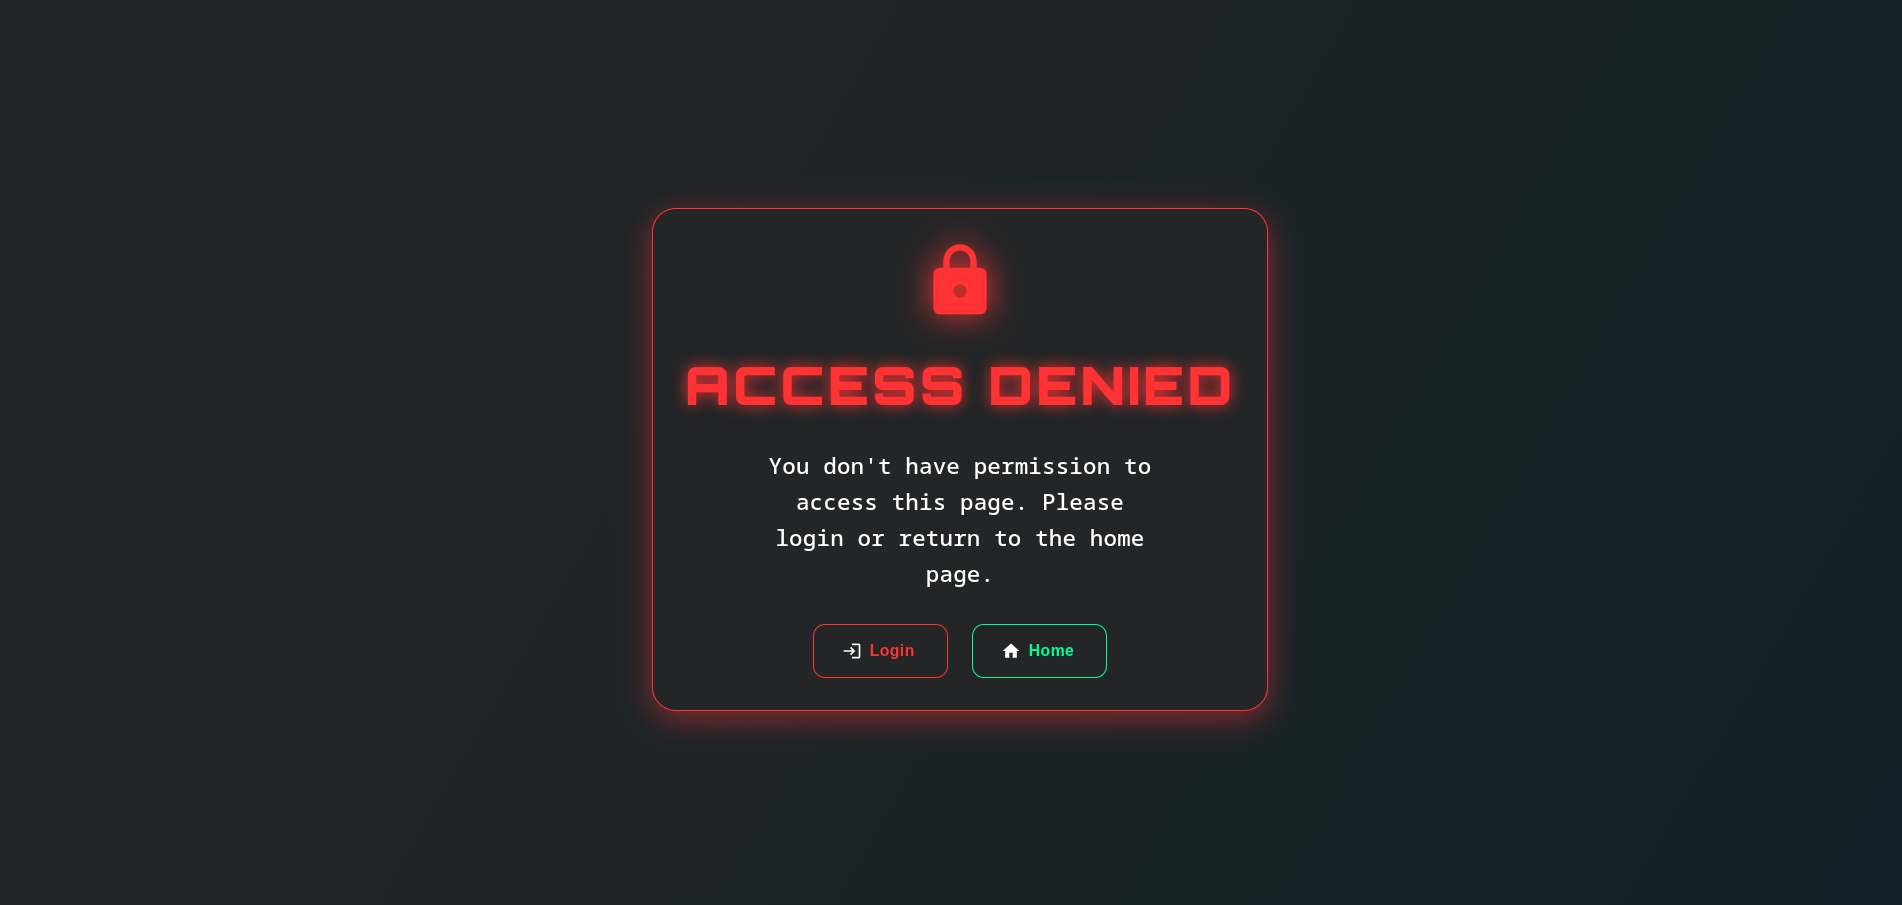 ACCESS DENIED
You don't have permission to
access this page. Please
login or return to the home
page.
Login
Home